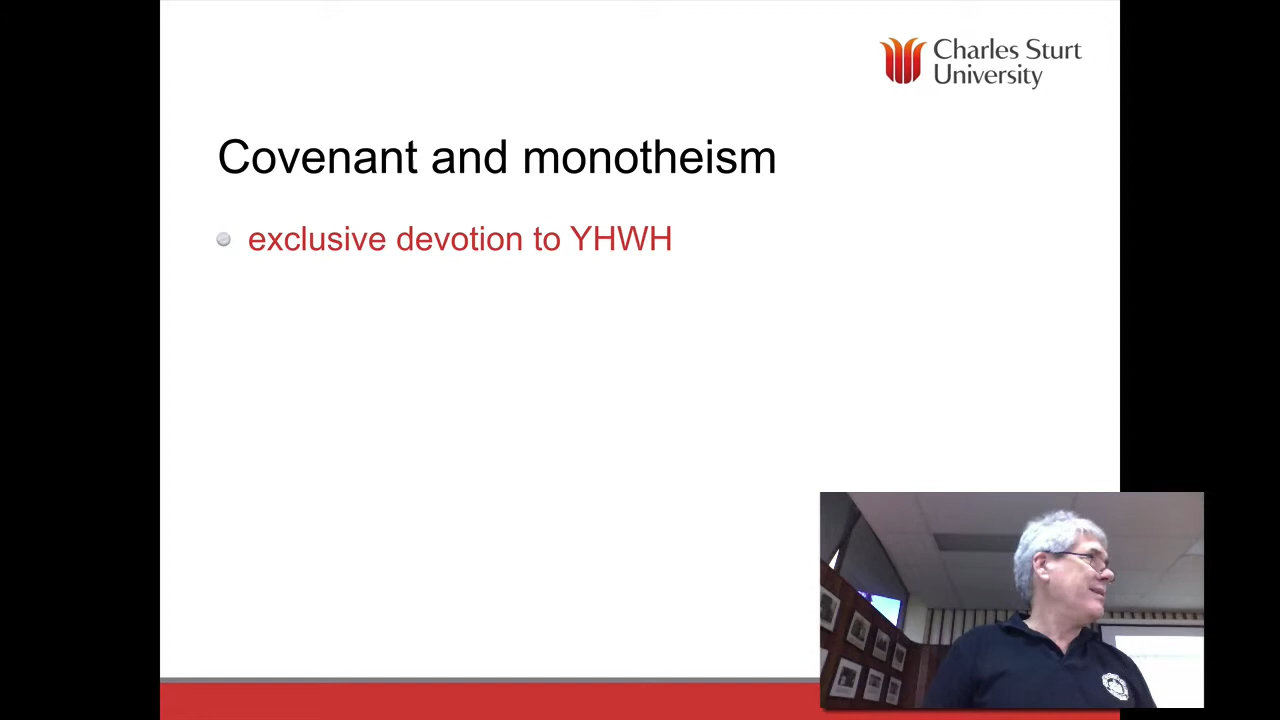 Charles Sturt
University
Covenant and monotheism
exclusive devotion to YHWH